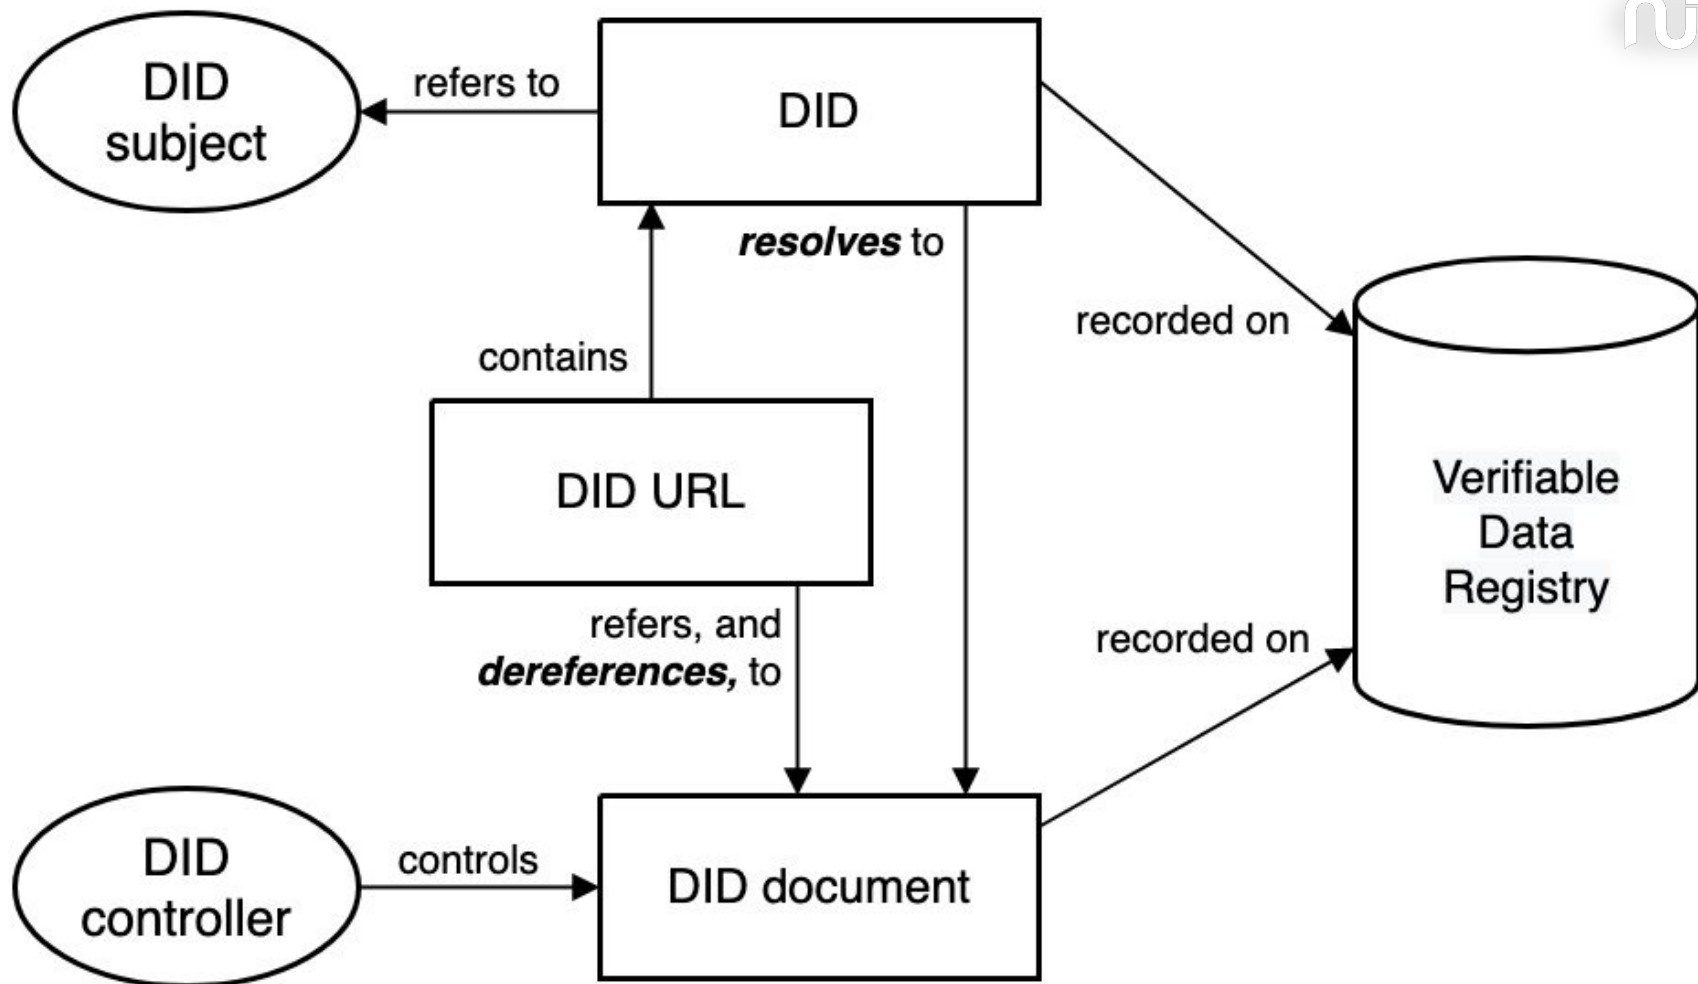 DID
subject
refers to
DID
resolves to
contains
recorded on
DID URL
Verifiable
Data
Registry
refers, and
dereferences, to
recorded on
DID
controller
controls
DID document